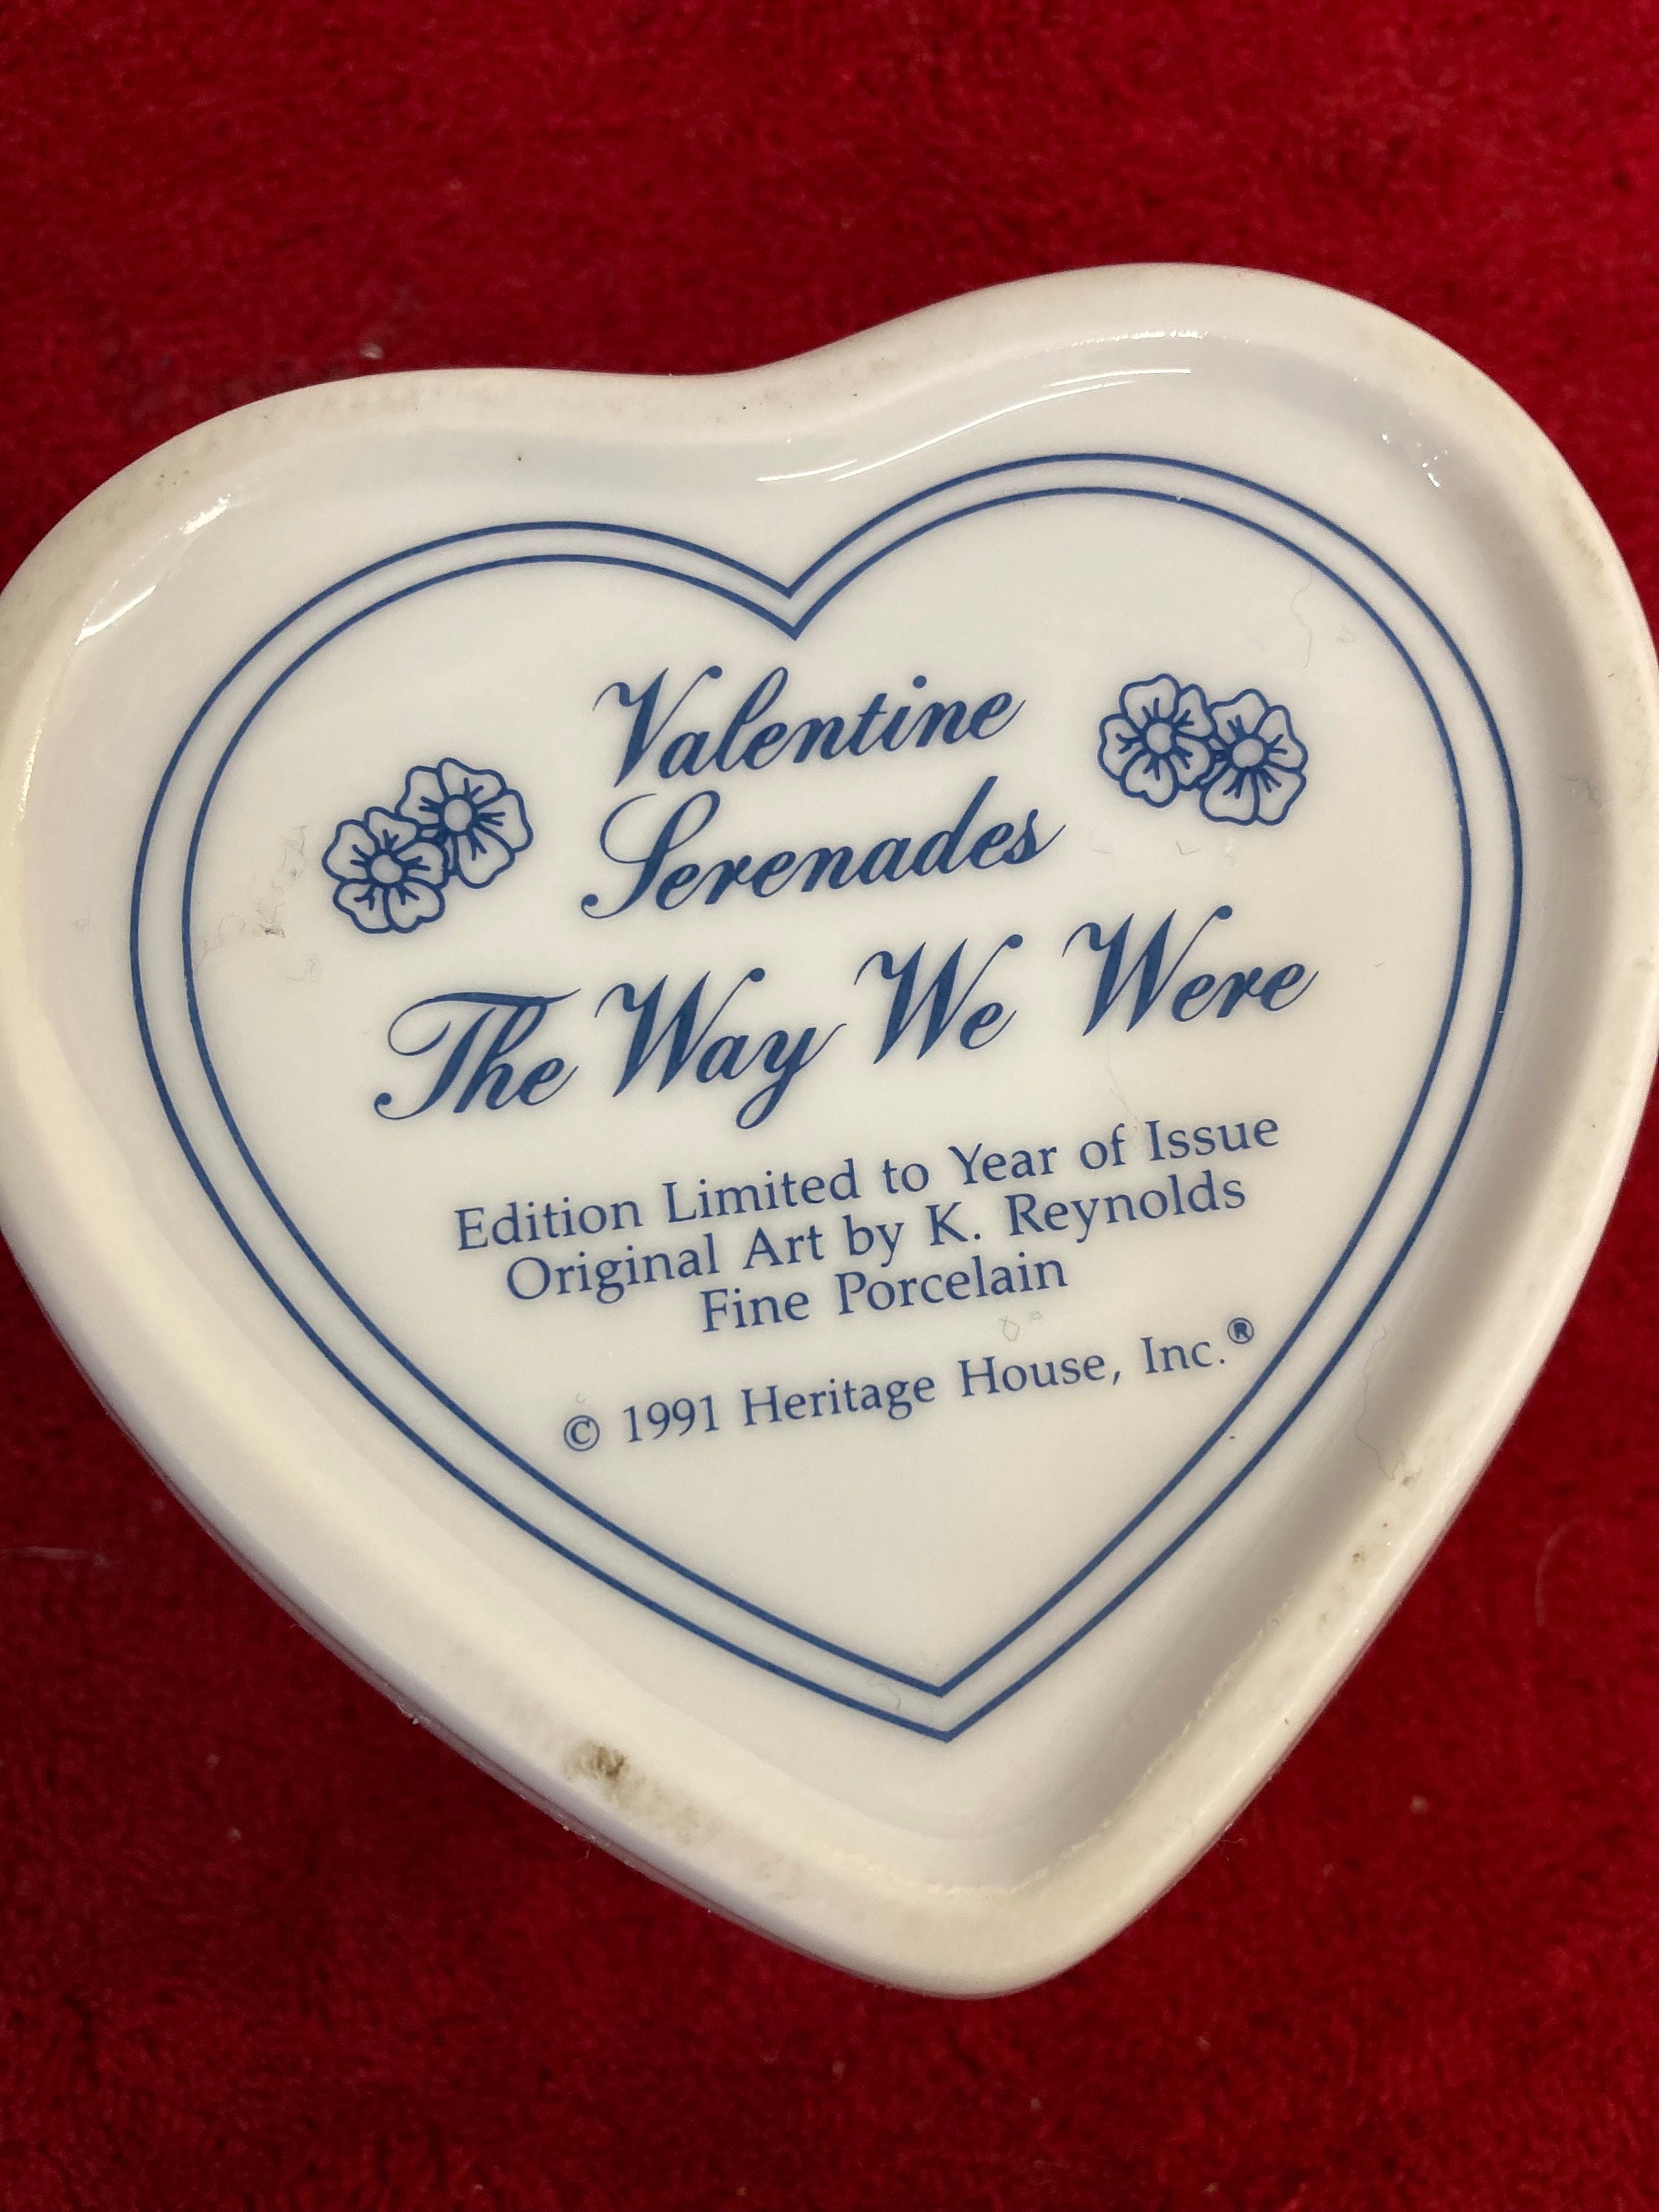 Valentine
Serenades
The Way We Were
Edition Limited to Year of Issue
Original Art by K. Reynolds
Fine Porcelain
© 1991 Heritage House, Inc.®